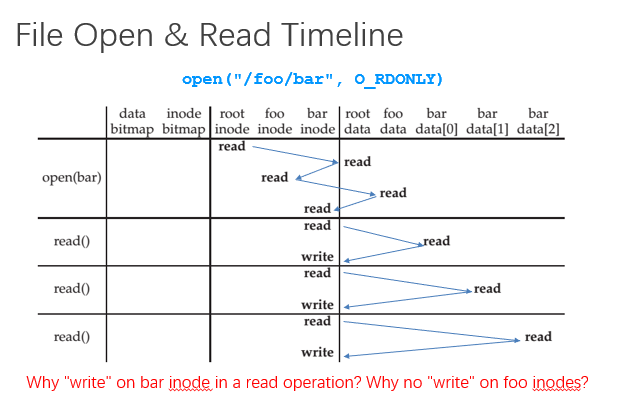 File Open & Read Timeline
open("/foo/bar", O_RDONLY)
data inode root foo bar root foo bar bar bar
bitmap bitmap inode inode inode data data data[0] data[1] data[2]
read
read
open(bar) read
read
read
read
read() read
write
read
read() read
write
read
read() read
write
Why "write" on bar inode in a read operation? Why no "write" on foo inodes?